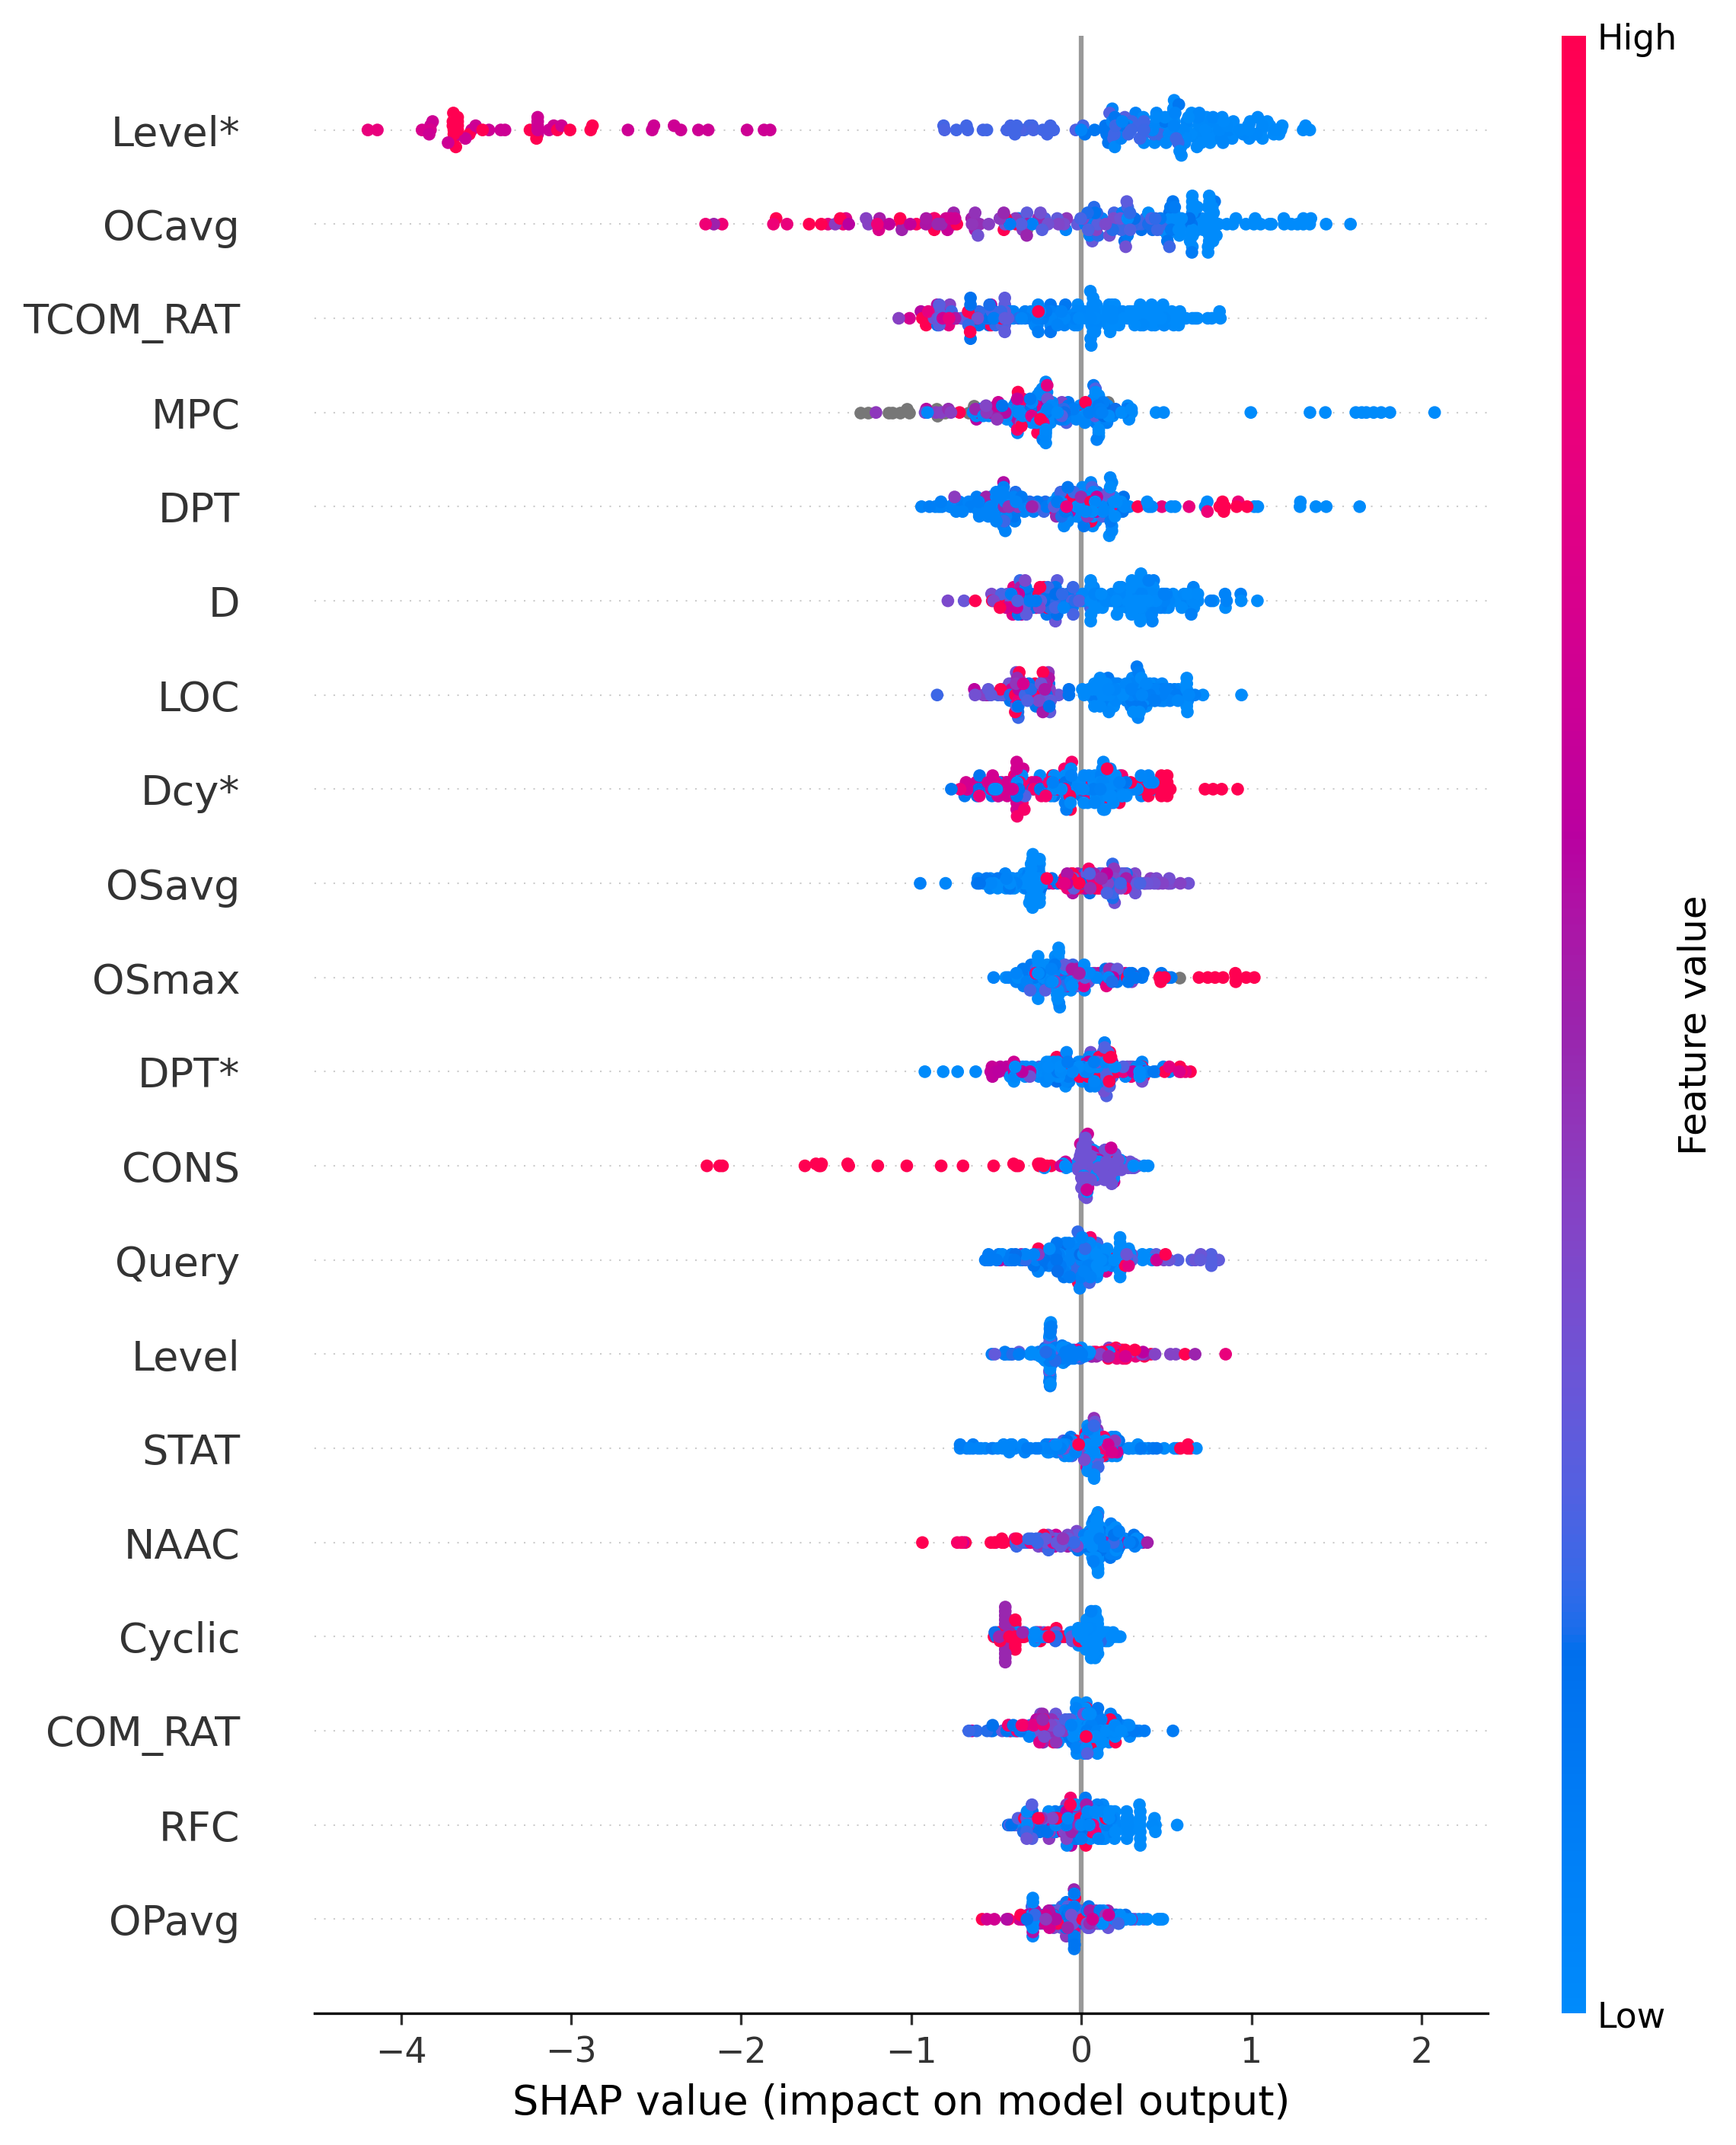 High
Level*
OCavg
TCOM_RAT
MPC
DPT
D
LOC
Dcy*
OSavg
OSmax
DPT*
CONS
Query
Level
STAT
NAAC
Cyclic
COM_RAT
RFC
OPavg
Feature value
Low
−4 −3 −2 −1 0 1 2
SHAP value (impact on model output)